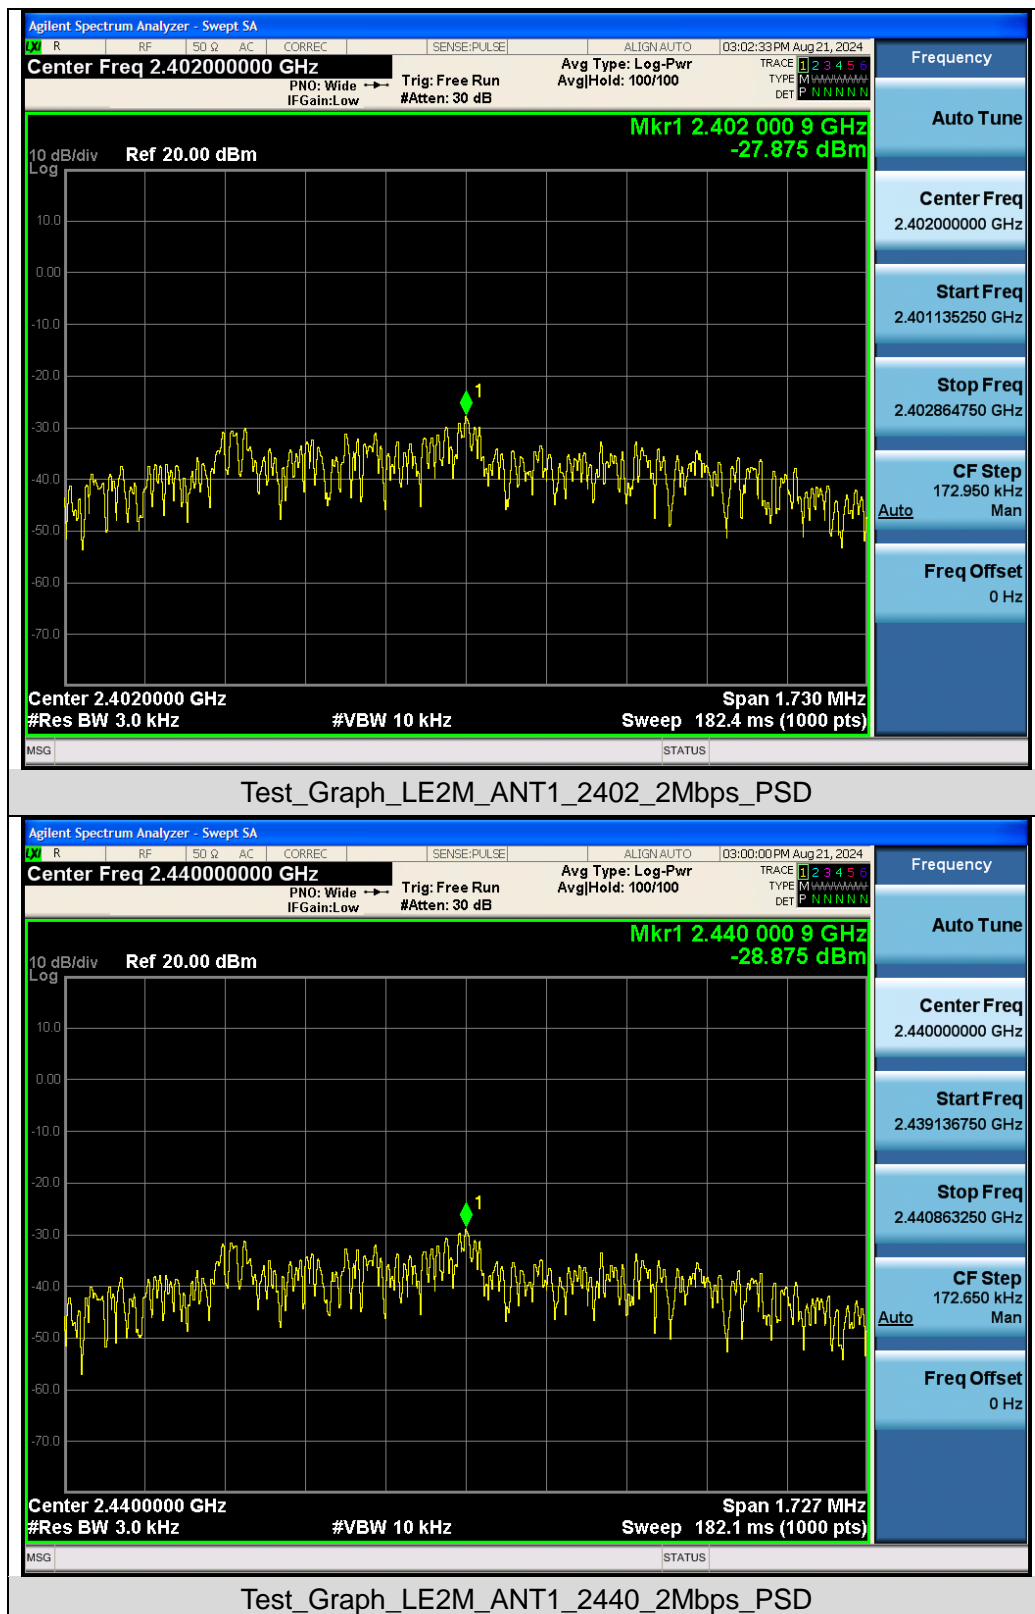 Agilent Spectrum Analyzer - Swept SA
LXI R RF 50 Ω AC CORREC SENSE:PULSE ALIGN AUTO 03:02:33 PM Aug 21, 2024
Center Freq 2.402000000 GHz
PNO: Wide
IFGain:Low
Trig: Free Run
#Atten: 30 dB
Avg Type: Log-Pwr
Avg|Hold: 100/100
TRACE 1 2 3 4 5 6
TYPE M WWWWW
DET P N N N N N
Mkr1 2.402 000 9 GHz
-27.875 dBm
10 dB/div Ref 20.00 dBm
Log
10.0
0.00
-10.0
-20.0
-30.0
-40.0
-50.0
-60.0
-70.0
1
Center 2.4020000 GHz Span 1.730 MHz
#Res BW 3.0 kHz #VBW 10 kHz Sweep 182.4 ms (1000 pts)
MSG STATUS
Frequency
Auto Tune
Center Freq
2.402000000 GHz
Start Freq
2.401135250 GHz
Stop Freq
2.402864750 GHz
CF Step
172.950 kHz
Auto Man
Freq Offset
0 Hz
Test_Graph_LE2M_ANT1_2402_2Mbps_PSD
Agilent Spectrum Analyzer - Swept SA
LXI R RF 50 Ω AC CORREC SENSE:PULSE ALIGN AUTO 03:00:00 PM Aug 21, 2024
Center Freq 2.440000000 GHz
PNO: Wide
IFGain:Low
Trig: Free Run
#Atten: 30 dB
Avg Type: Log-Pwr
Avg|Hold: 100/100
TRACE 1 2 3 4 5 6
TYPE M WWWWW
DET P N N N N N
Mkr1 2.440 000 9 GHz
-28.875 dBm
10 dB/div Ref 20.00 dBm
Log
10.0
0.00
-10.0
-20.0
-30.0
-40.0
-50.0
-60.0
-70.0
1
Center 2.4400000 GHz Span 1.727 MHz
#Res BW 3.0 kHz #VBW 10 kHz Sweep 182.1 ms (1000 pts)
MSG STATUS
Frequency
Auto Tune
Center Freq
2.440000000 GHz
Start Freq
2.439136750 GHz
Stop Freq
2.440863250 GHz
CF Step
172.650 kHz
Auto Man
Freq Offset
0 Hz
Test_Graph_LE2M_ANT1_2440_2Mbps_PSD